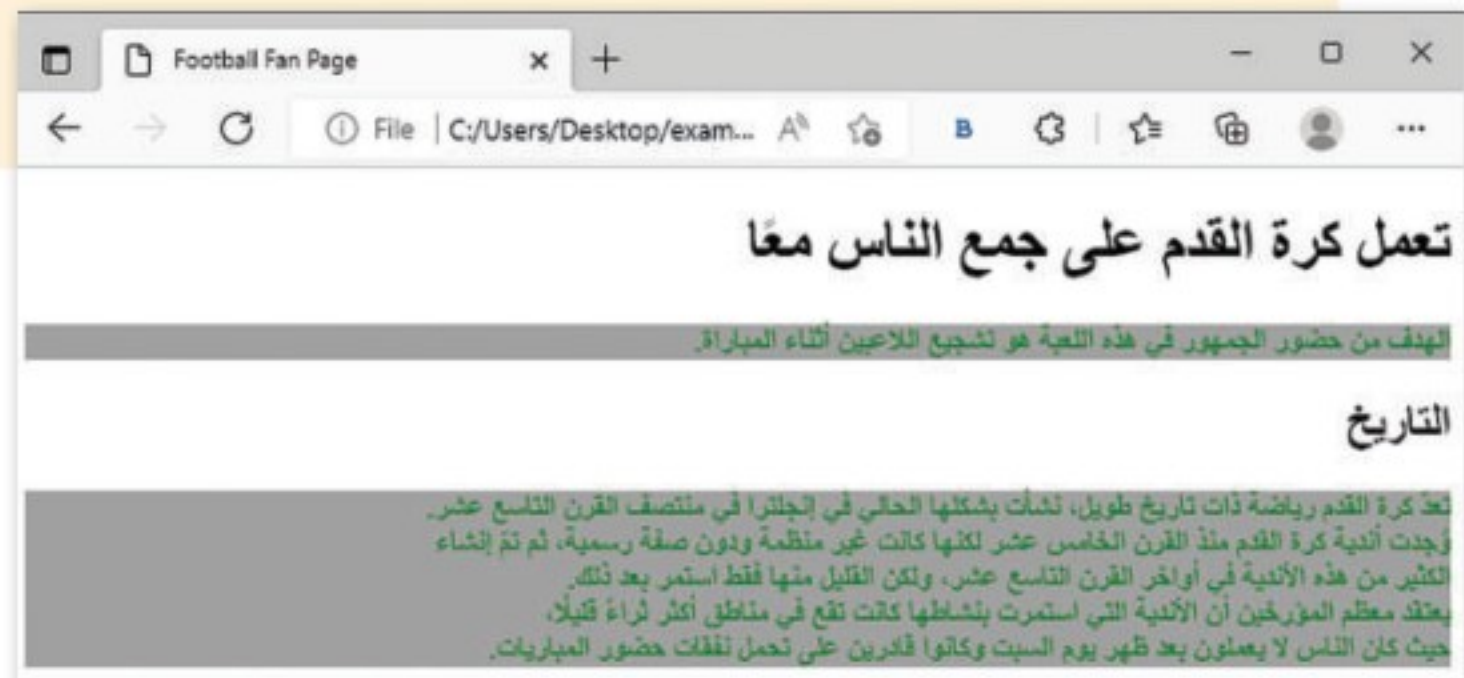 Football Fan Page
File C:/Users/Desktop/exam...
B
تعمل كرة القدم على جمع الناس معًا
الهدف من حضور الجمهور في هذه اللعبة هو تشجيع اللاعبين أثناء المباراة.
التاريخ
تعدّ كرة القدم رياضة ذات تاريخ طويل، نشأت بشكلها الحالي في إنجلترا في منتصف القرن التاسع عشر.
وُجدت أندية كرة القدم منذ القرن الخامس عشر لكنها كانت غير منظمة ودون صفة رسمية، ثم تمّ إنشاء
الكثير من هذه الأندية في أواخر القرن التاسع عشر، ولكن القليل منها فقط استمر بعد ذلك.
يعتقد معظم المؤرخين أن الأندية التي استمرت بنشاطها كانت تقع في مناطق أكثر ثراءً قليلًا،
حيث كان الناس لا يعملون بعد ظهر يوم السبت وكانوا قادرين على تحمل نفقات حضور المباريات.